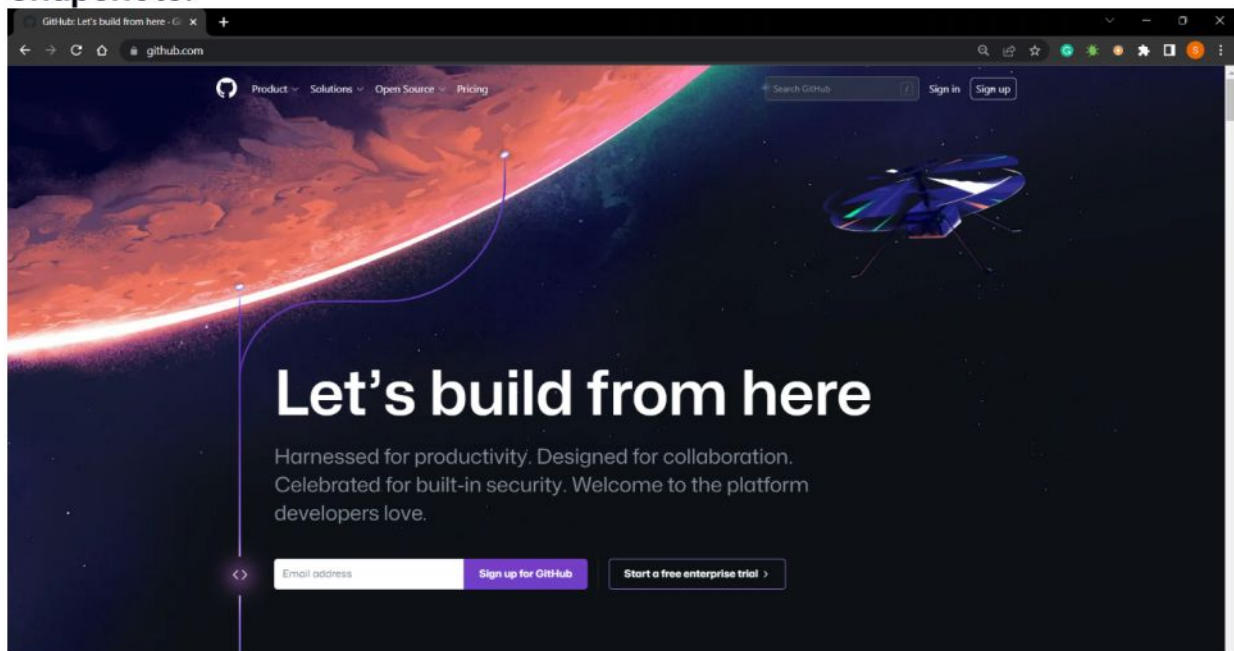 Snapshots:
GitHub: Let's build from here · Gi
github.com
Product Solutions Open Source Pricing
Search GitHub / Sign in Sign up
Let's build from here
Harnessed for productivity. Designed for collaboration.
Celebrated for built-in security. Welcome to the platform
developers love.
<> Email address Sign up for GitHub Start a free enterprise trial >